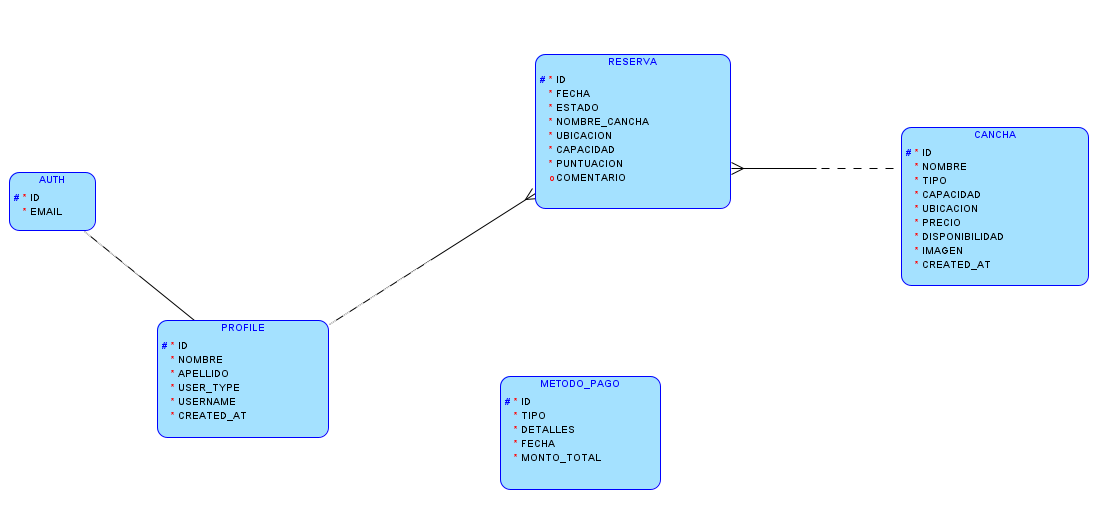 RESERVA
# * ID
* FECHA
* ESTADO
* NOMBRE_CANCHA
* UBICACION
* CAPACIDAD
* PUNTUACION
o COMENTARIO
CANCHA
# * ID
* NOMBRE
* TIPO
* CAPACIDAD
* UBICACION
* PRECIO
* DISPONIBILIDAD
* IMAGEN
* CREATED_AT
AUTH
# * ID
* EMAIL
PROFILE
# * ID
* NOMBRE
* APELLIDO
* USER_TYPE
* USERNAME
* CREATED_AT
METODO_PAGO
# * ID
* TIPO
* DETALLES
* FECHA
* MONTO_TOTAL